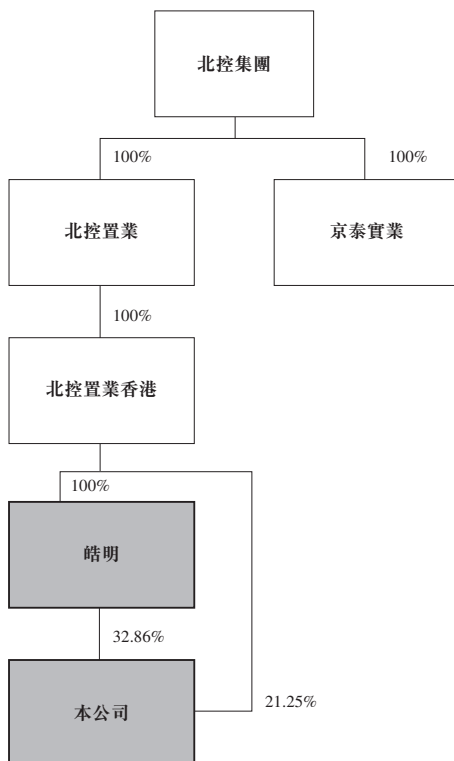 北控集團
100%
100%
北控置業
京泰實業
100%
北控置業香港
100%
皓明
32.86%
21.25%
本公司